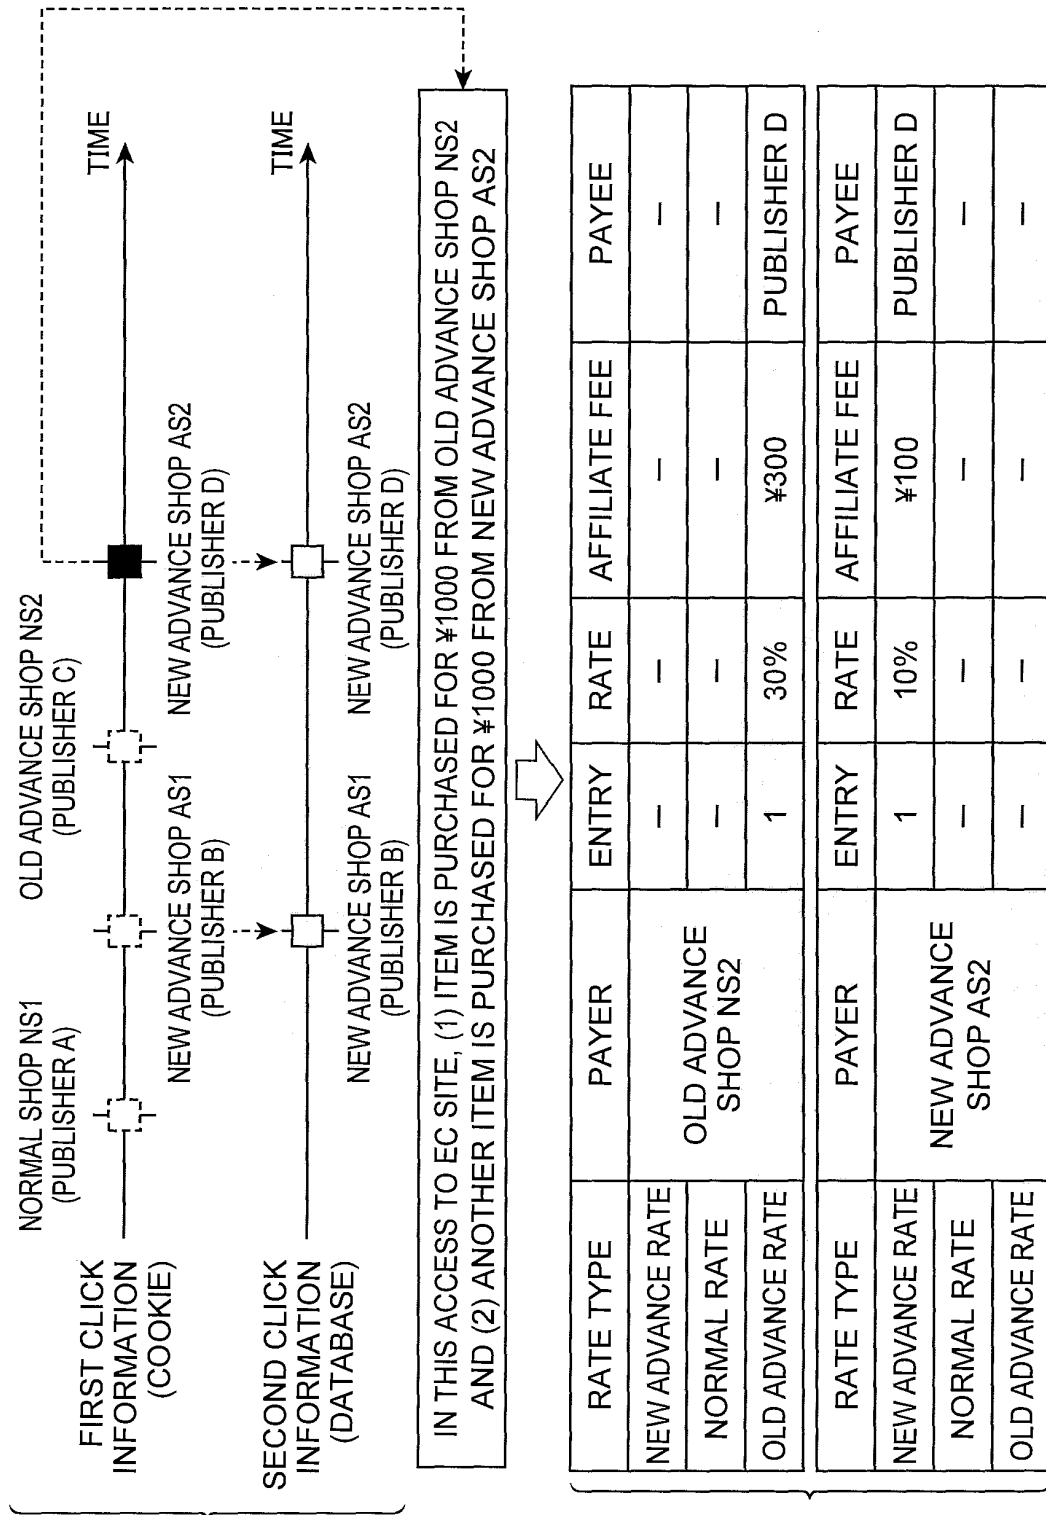 NORMAL SHOP NS1
(PUBLISHER A)
OLD ADVANCE SHOP NS2
(PUBLISHER C)
FIRST CLICK
INFORMATION
(COOKIE)
TIME
NEW ADVANCE SHOP AS1
(PUBLISHER B)
NEW ADVANCE SHOP AS2
(PUBLISHER D)
SECOND CLICK
INFORMATION
(DATABASE)
TIME
NEW ADVANCE SHOP AS1
(PUBLISHER B)
NEW ADVANCE SHOP AS2
(PUBLISHER D)
IN THIS ACCESS TO EC SITE, (1) ITEM IS PURCHASED FOR ¥1000 FROM OLD ADVANCE SHOP NS2
AND (2) ANOTHER ITEM IS PURCHASED FOR ¥1000 FROM NEW ADVANCE SHOP AS2
RATE TYPE PAYER ENTRY RATE AFFILIATE FEE PAYEE
NEW ADVANCE RATE OLD ADVANCE SHOP NS2 – – – –
NORMAL RATE – – – –
OLD ADVANCE RATE 1 30% ¥300 PUBLISHER D
RATE TYPE PAYER ENTRY RATE AFFILIATE FEE PAYEE
NEW ADVANCE RATE NEW ADVANCE SHOP AS2 1 10% ¥100 PUBLISHER D
NORMAL RATE – – – –
OLD ADVANCE RATE – – – –